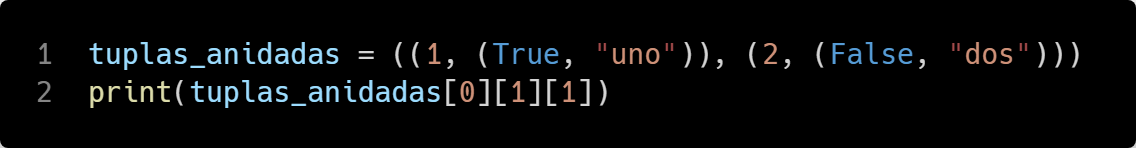 1 tuplas_anidadas = ((1, (True, "uno")), (2, (False, "dos")))
2 print(tuplas_anidadas[0][1][1])